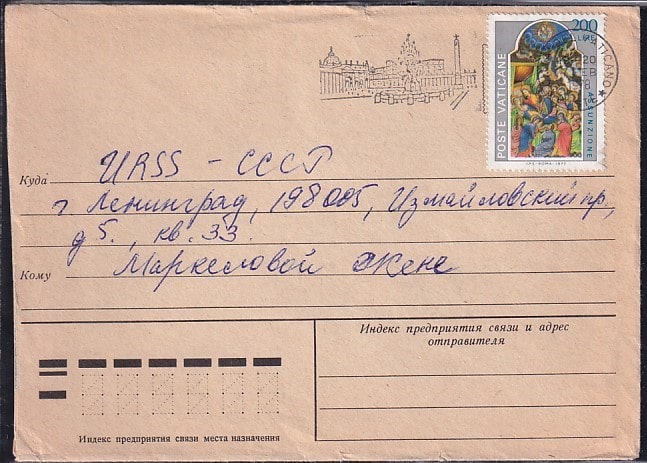 200
POSTE VATICANE
ASSUNZIONE
TICANO
URSS - СССР
Куда
г Ленинград, 198005, Измайловский пр,
д 5., кв. 33.
Кому
Маркеловой Жене
Индекс предприятия связи и адрес
отправителя
Индекс предприятия связи места назначения